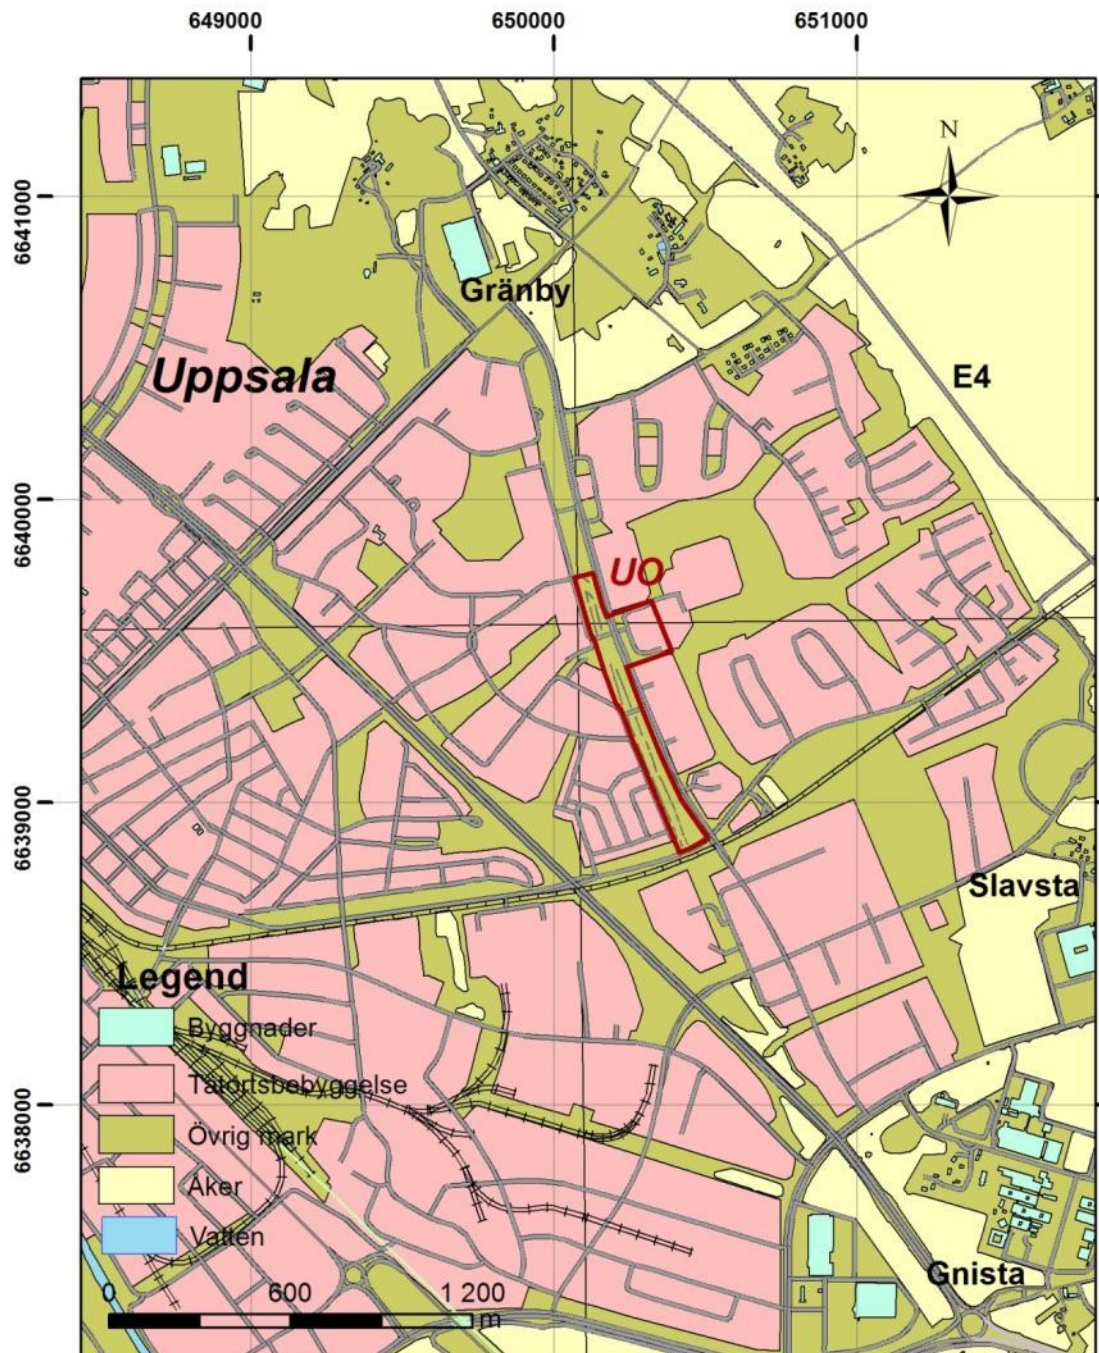 649000 650000 651000
N
6641000
Gränby
Uppsala
E4
6640000
UO
6639000
Slavsta
Legend
Byggnader
Tätortsbebyggelse
6638000
Övrig mark
Åker
Vatten
Gnista
0 600 1 200
m